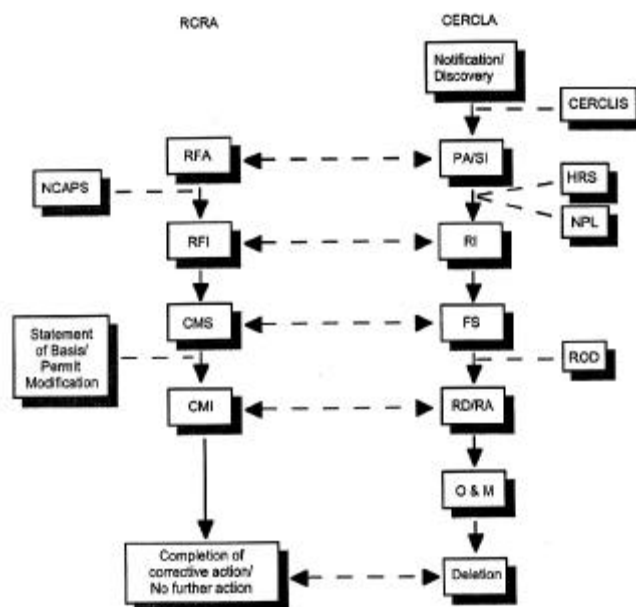 RCRA
CERCLA
Notification/
Discovery
CERCLIS
RFA
PA/SI
NCAPS
HRS
NPL
RFI
RI
CMS
FS
Statement
of Basis/
Permit
Modification
ROD
CMI
RD/RA
O & M
Completion of
corrective action/
No further action
Deletion